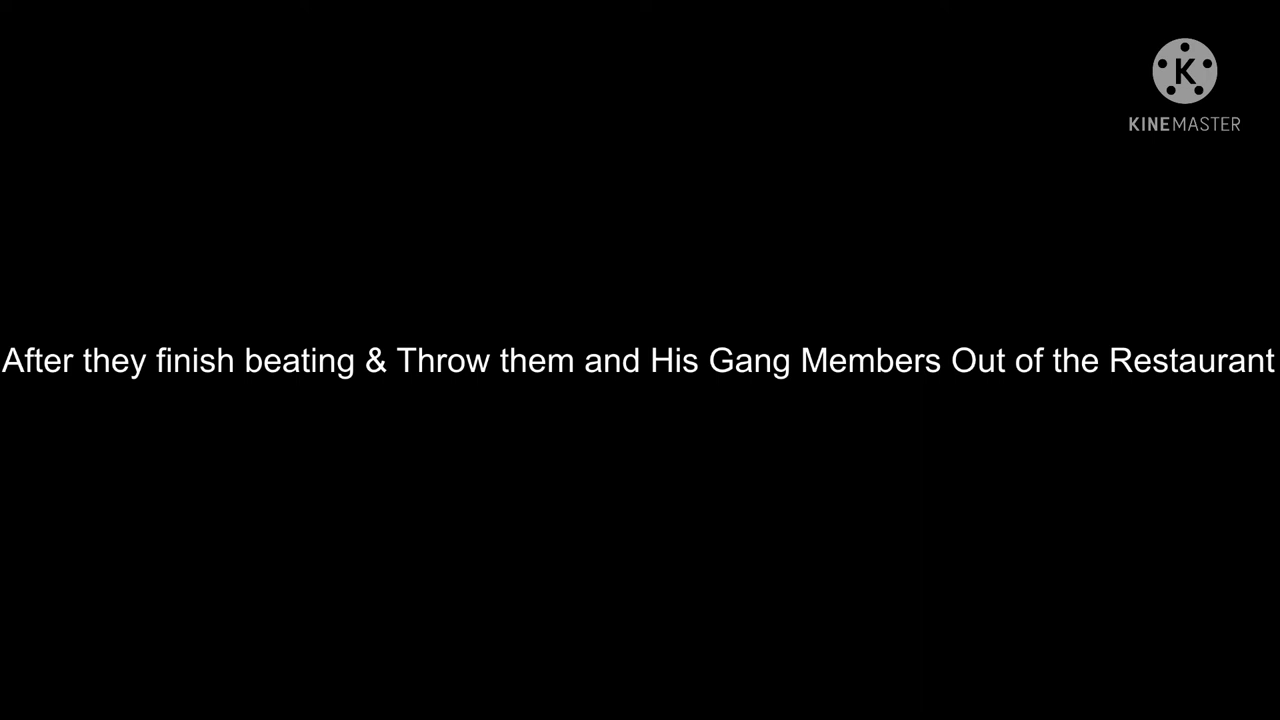 K
KINEMASTER
After they finish beating & Throw them and His Gang Members Out of the Restaurant